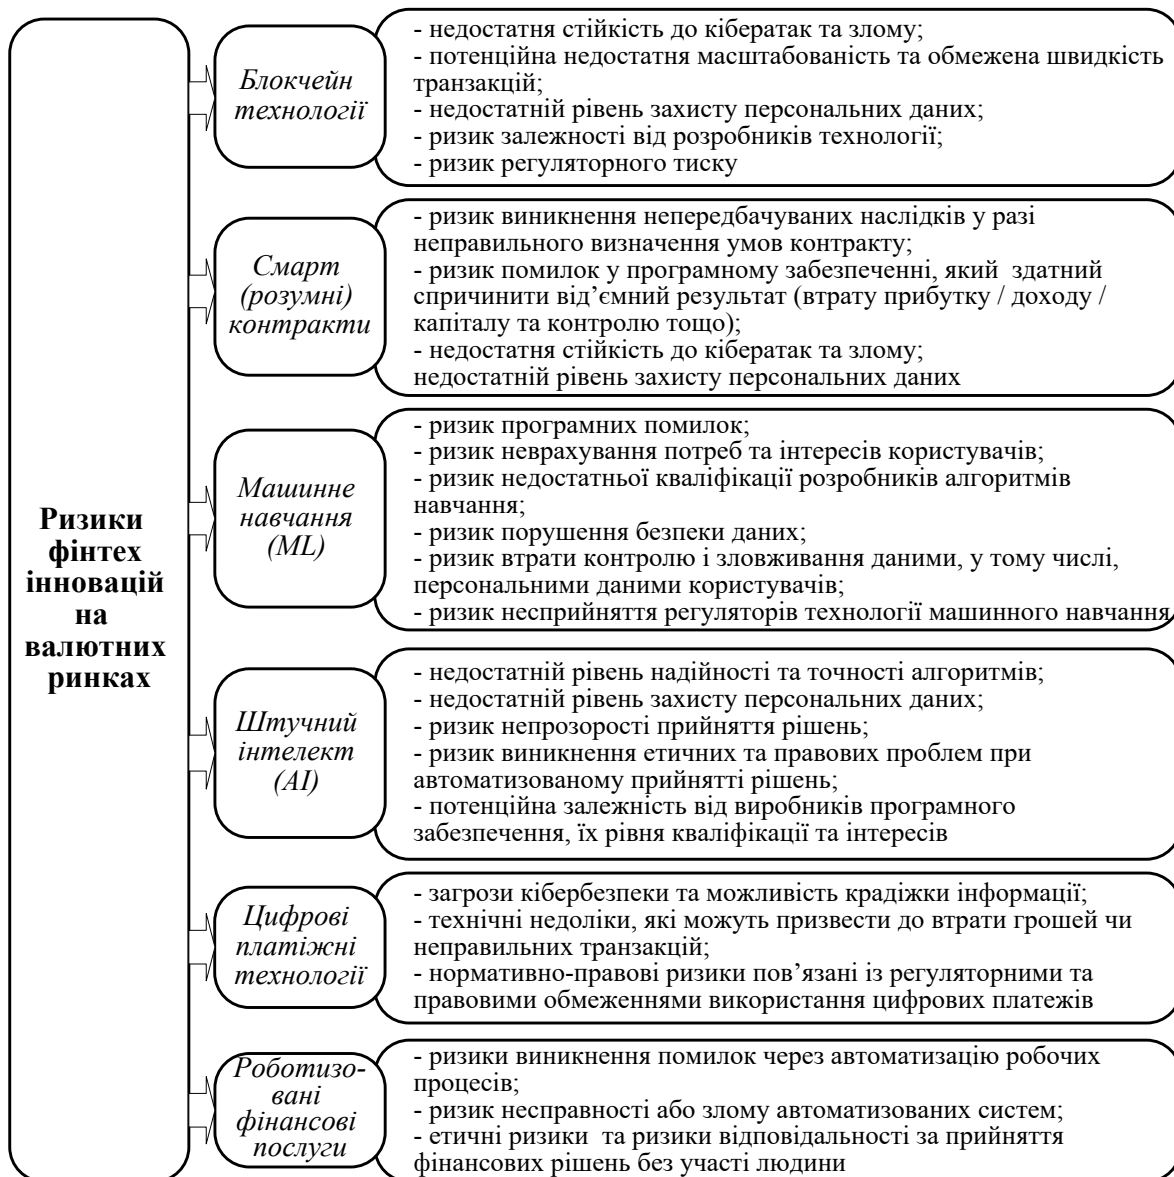 Ризики
фінтех
інновацій
на
валютних
ринках
Блокчейн
технології
- недостатня стійкість до кібератак та злому;
- потенційна недостатня масштабованість та обмежена швидкість
транзакцій;
- недостатній рівень захисту персональних даних;
- ризик залежності від розробників технології;
- ризик регуляторного тиску
Смарт
(розумні)
контракти
- ризик виникнення непередбачуваних наслідків у разі
неправильного визначення умов контракту;
- ризик помилок у програмному забезпеченні, який здатний
спричинити від’ємний результат (втрату прибутку / доходу /
капіталу та контролю тощо);
- недостатня стійкість до кібератак та злому;
недостатній рівень захисту персональних даних
Машинне
навчання
(ML)
- ризик програмних помилок;
- ризик неврахування потреб та інтересів користувачів;
- ризик недостатньої кваліфікації розробників алгоритмів
навчання;
- ризик порушення безпеки даних;
- ризик втрати контролю і зловживання даними, у тому числі,
персональними даними користувачів;
- ризик несприйняття регуляторів технології машинного навчання
Штучний
інтелект
(AI)
- недостатній рівень надійності та точності алгоритмів;
- недостатній рівень захисту персональних даних;
- ризик непрозорості прийняття рішень;
- ризик виникнення етичних та правових проблем при
автоматизованому прийнятті рішень;
- потенційна залежність від виробників програмного
забезпечення, їх рівня кваліфікації та інтересів
Цифрові
платіжні
технології
- загрози кібербезпеки та можливість крадіжки інформації;
- технічні недоліки, які можуть призвести до втрати грошей чи
неправильних транзакцій;
- нормативно-правові ризики пов’язані із регуляторними та
правовими обмеженнями використання цифрових платежів
Роботизо-
вані
фінансові
послуги
- ризики виникнення помилок через автоматизацію робочих
процесів;
- ризик несправності або злому автоматизованих систем;
- етичні ризики та ризики відповідальності за прийняття
фінансових рішень без участі людини